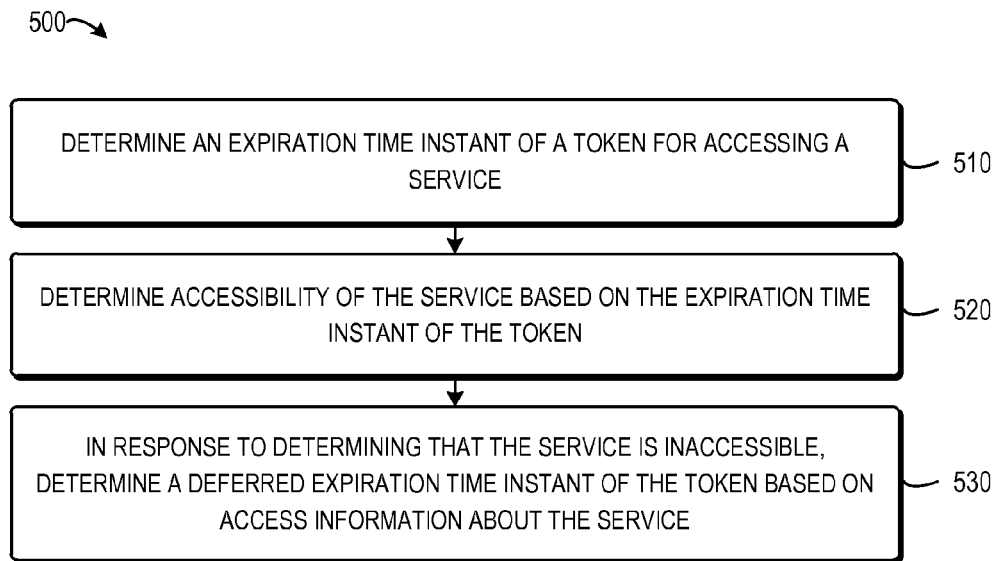 500
DETERMINE AN EXPIRATION TIME INSTANT OF A TOKEN FOR ACCESSING A
SERVICE
510
DETERMINE ACCESSIBILITY OF THE SERVICE BASED ON THE EXPIRATION TIME
INSTANT OF THE TOKEN
520
IN RESPONSE TO DETERMINING THAT THE SERVICE IS INACCESSIBLE,
DETERMINE A DEFERRED EXPIRATION TIME INSTANT OF THE TOKEN BASED ON
ACCESS INFORMATION ABOUT THE SERVICE
530